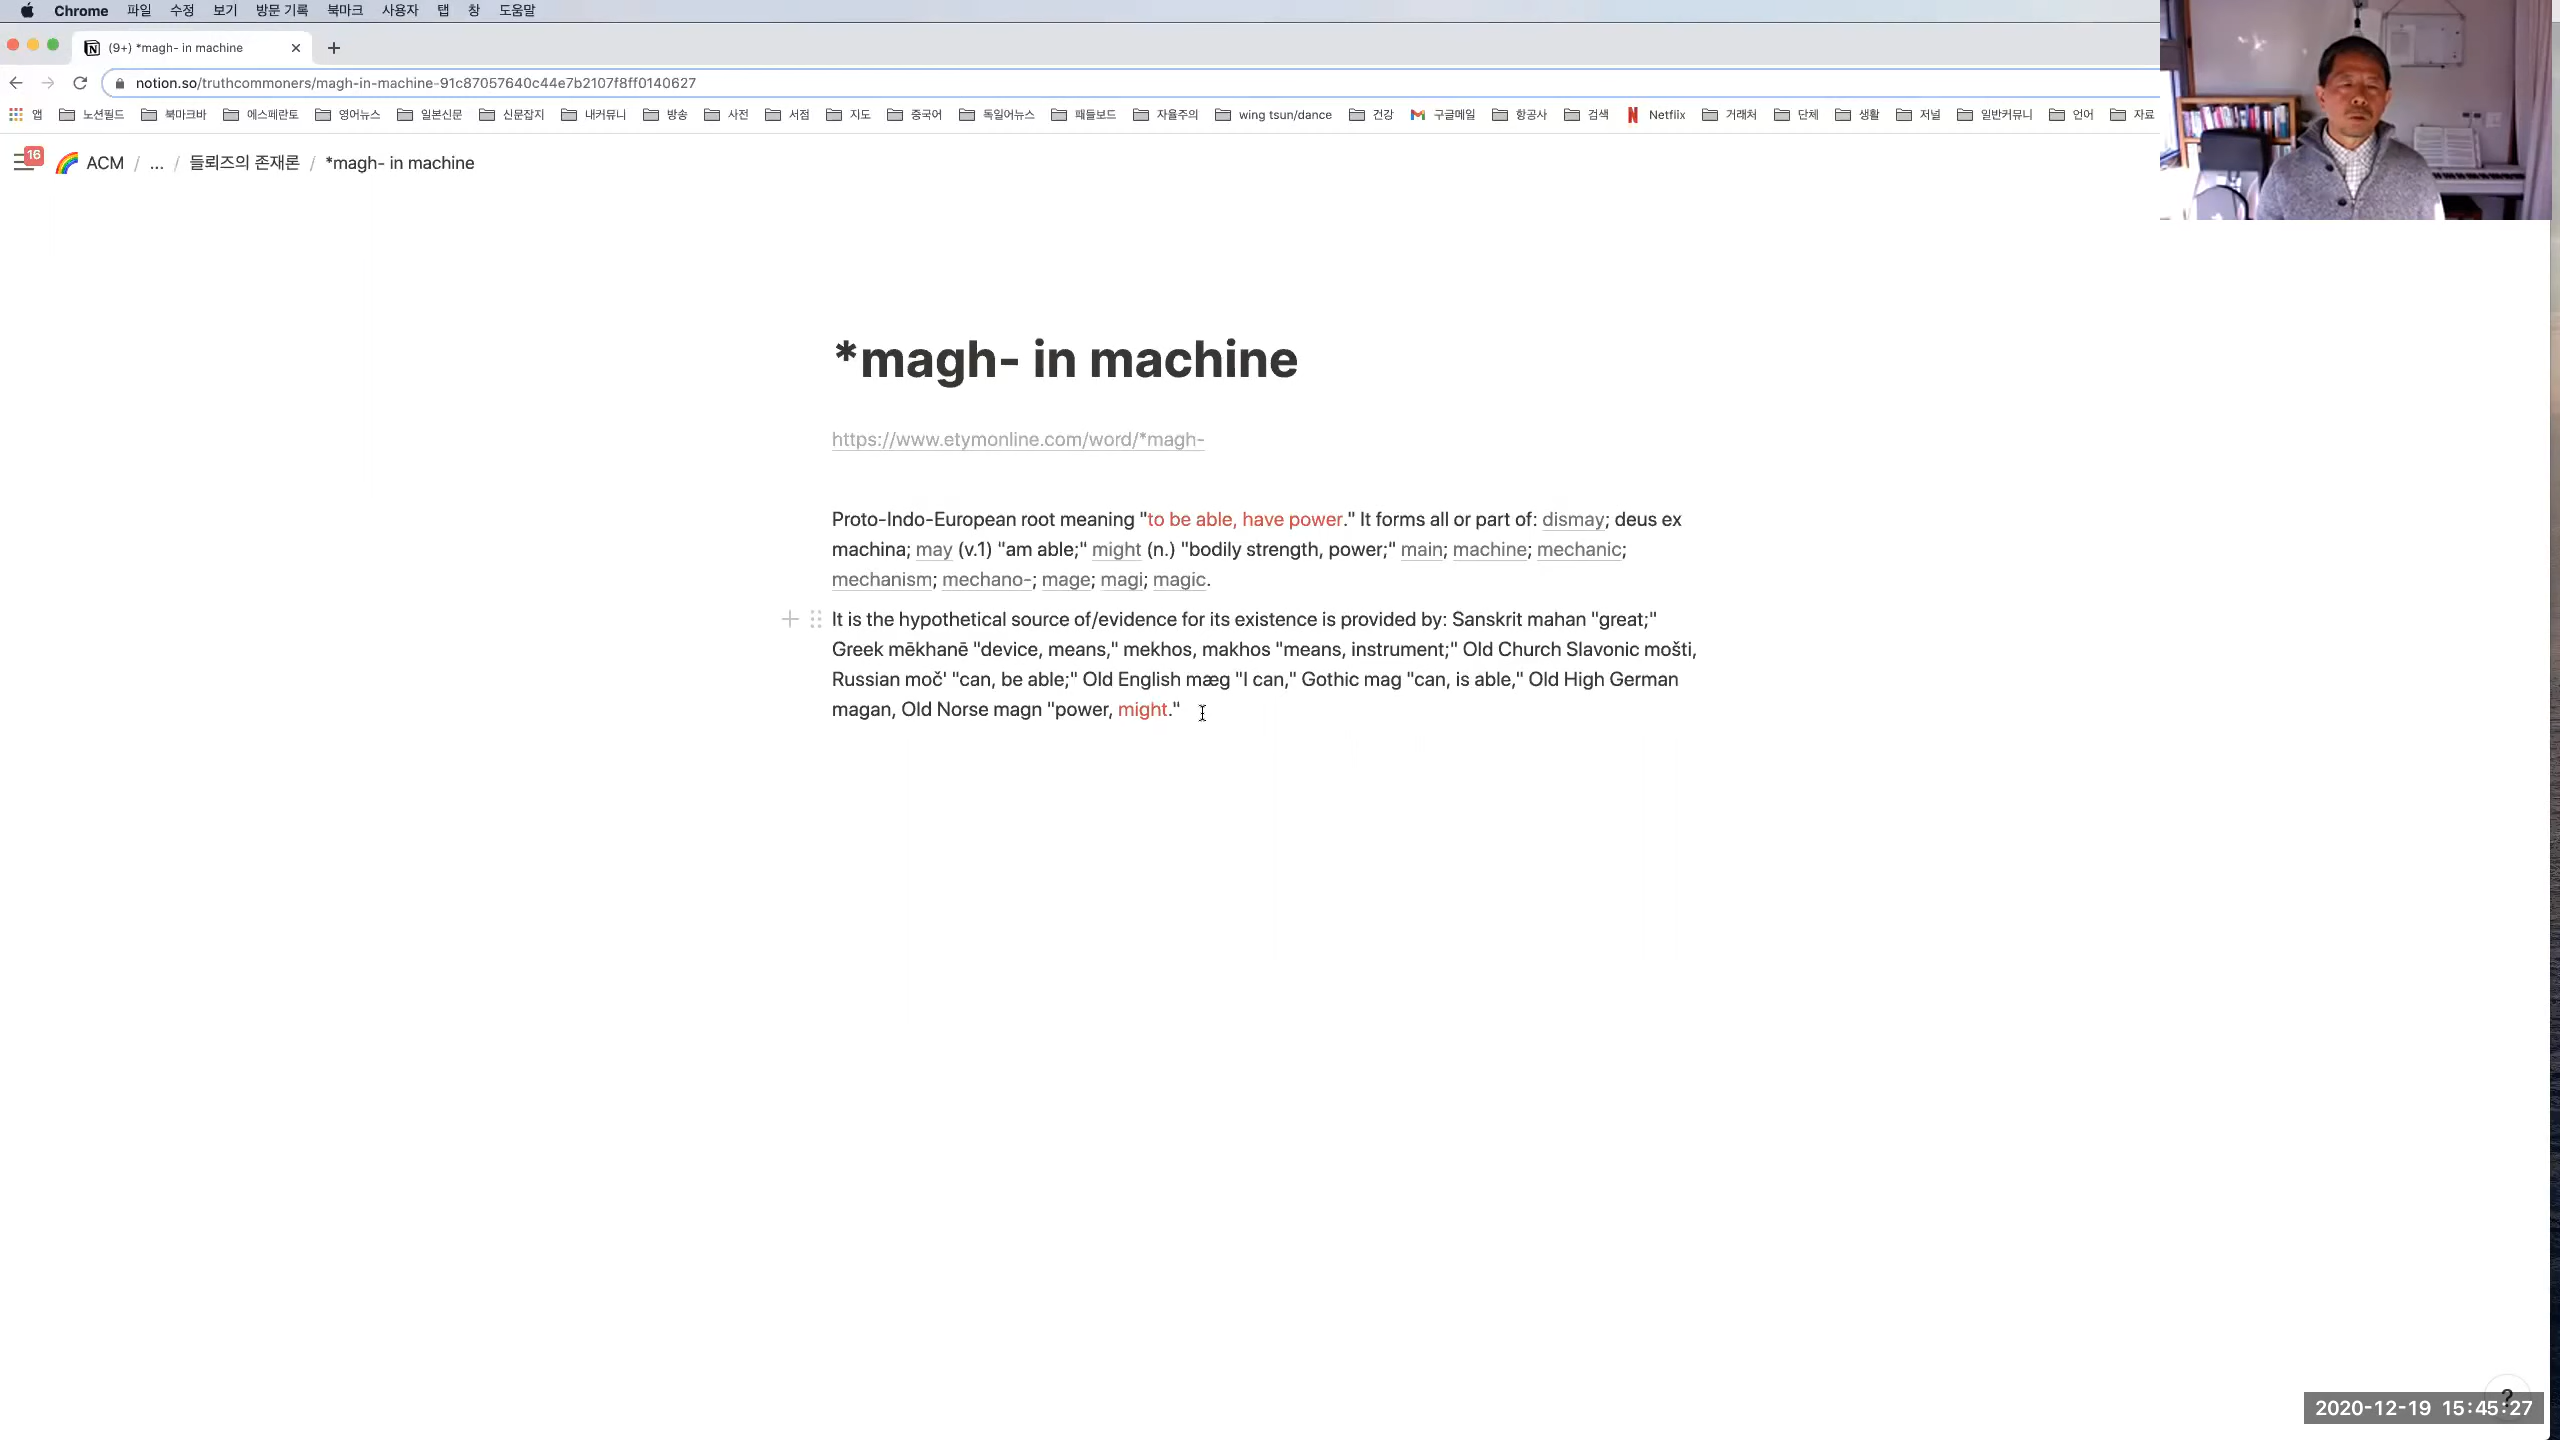 Chrome 파일 수정 보기 방문 기록 북마크 사용자 탭 창 도움말
(9+) *magh- in machine
notion.so/truthcommoners/magh-in-machine-91c87057640c44e7b2107f8ff0140627
앱 노션필드 북마크바 에스페란토 영어뉴스 일본신문 신문잡지 내커뮤니 방송 사전 서점 지도 중국어 독일어뉴스 패들보드 자율주의 wing tsun/dance 건강 구글메일 항공사 검색 Netflix 거래처 단체 생활 저널 일반커뮤니 언어 자료
16 ACM / ... / 들뢰즈의 존재론 / *magh- in machine
*magh- in machine
https://www.etymonline.com/word/*magh-
Proto-Indo-European root meaning "to be able, have power." It forms all or part of: dismay; deus ex
machina; may (v.1) "am able;" might (n.) "bodily strength, power;" main; machine; mechanic;
mechanism; mechano-; mage; magi; magic.
It is the hypothetical source of/evidence for its existence is provided by: Sanskrit mahan "great;"
Greek mēkhanē "device, means," mekhos, makhos "means, instrument;" Old Church Slavonic mošti,
Russian moč' "can, be able;" Old English mæg "I can," Gothic mag "can, is able," Old High German
magan, Old Norse magn "power, might."
?
2020-12-19 15:45:27